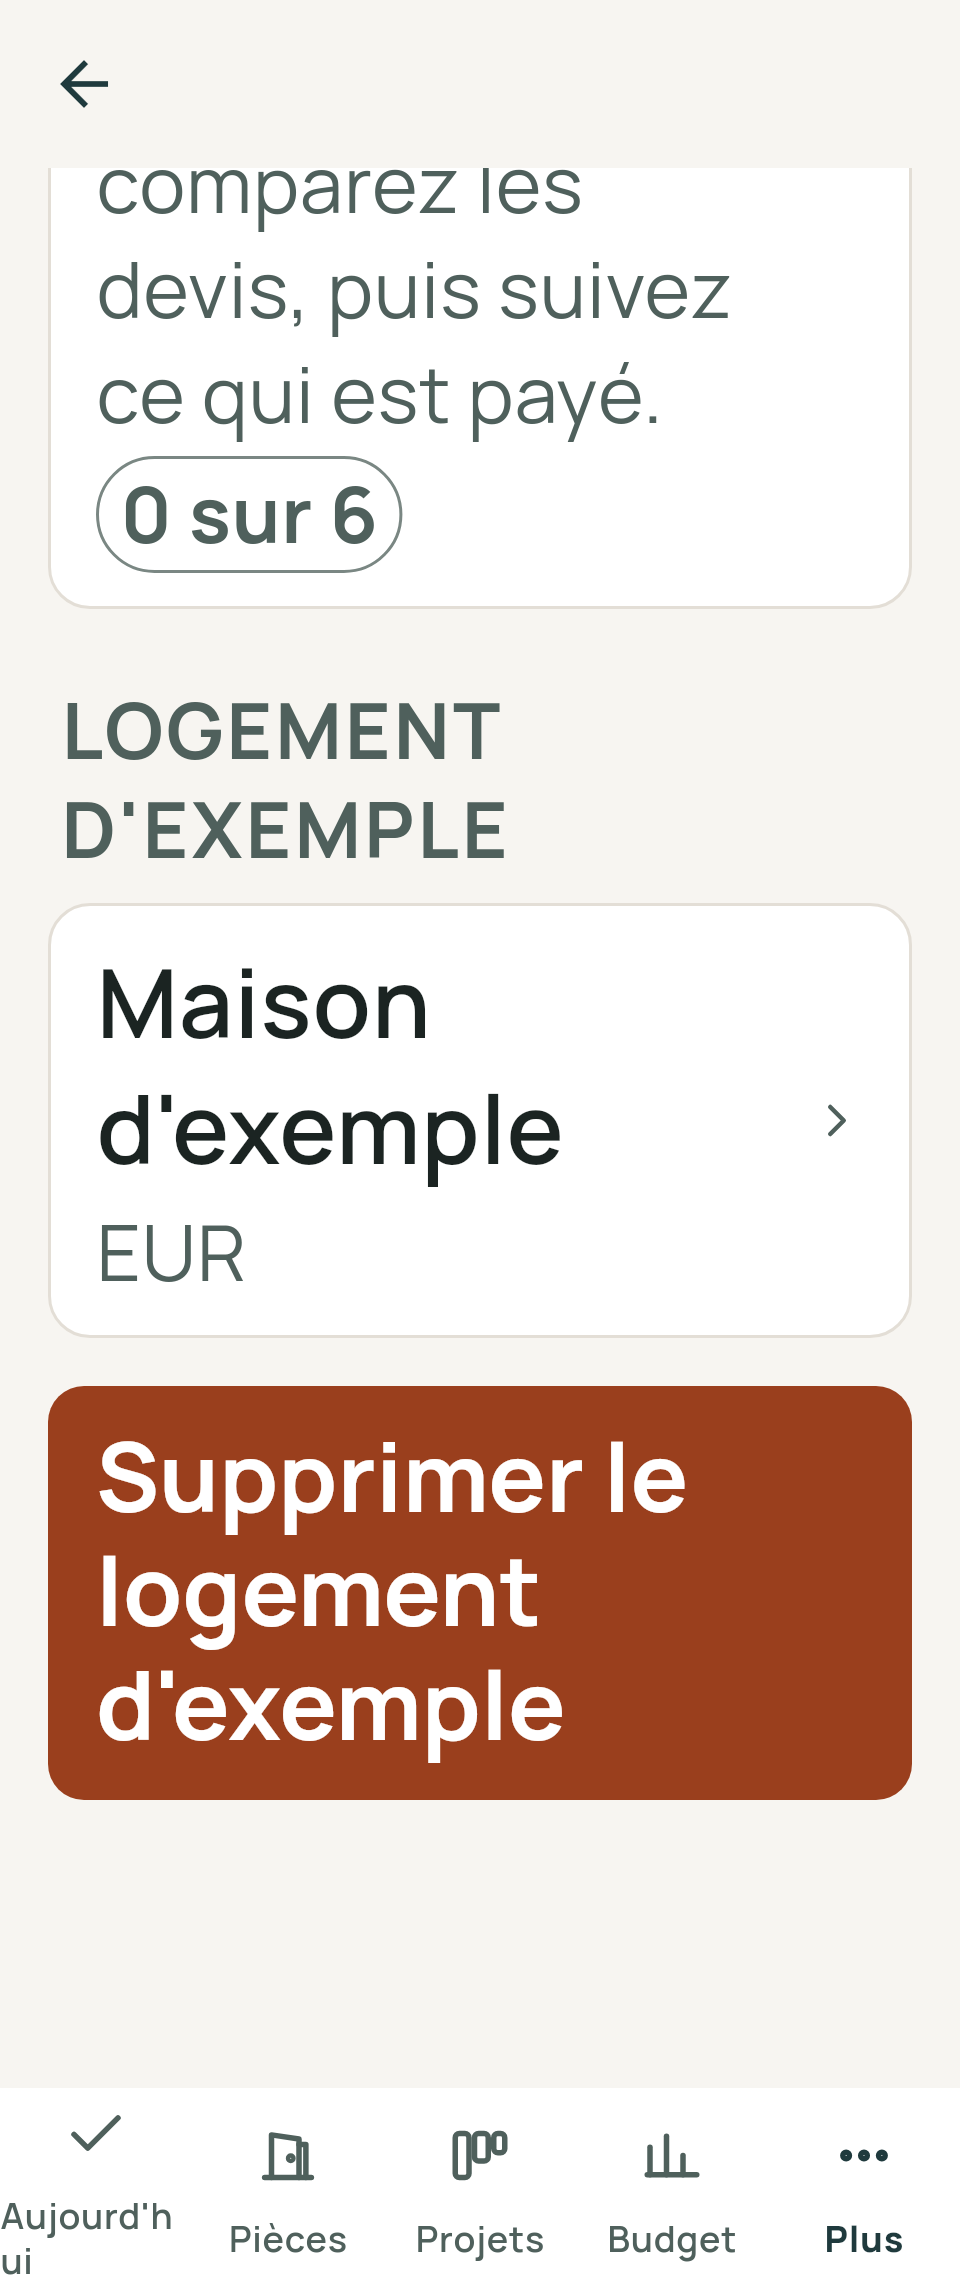 comparez les
devis, puis suivez
ce qui est payé.
0 sur 6
LOGEMENT
D'EXEMPLE
Maison
d'exemple
EUR
Supprimer le
logement
d'exemple
Aujourd'h
ui
Pièces
Projets
Budget
Plus